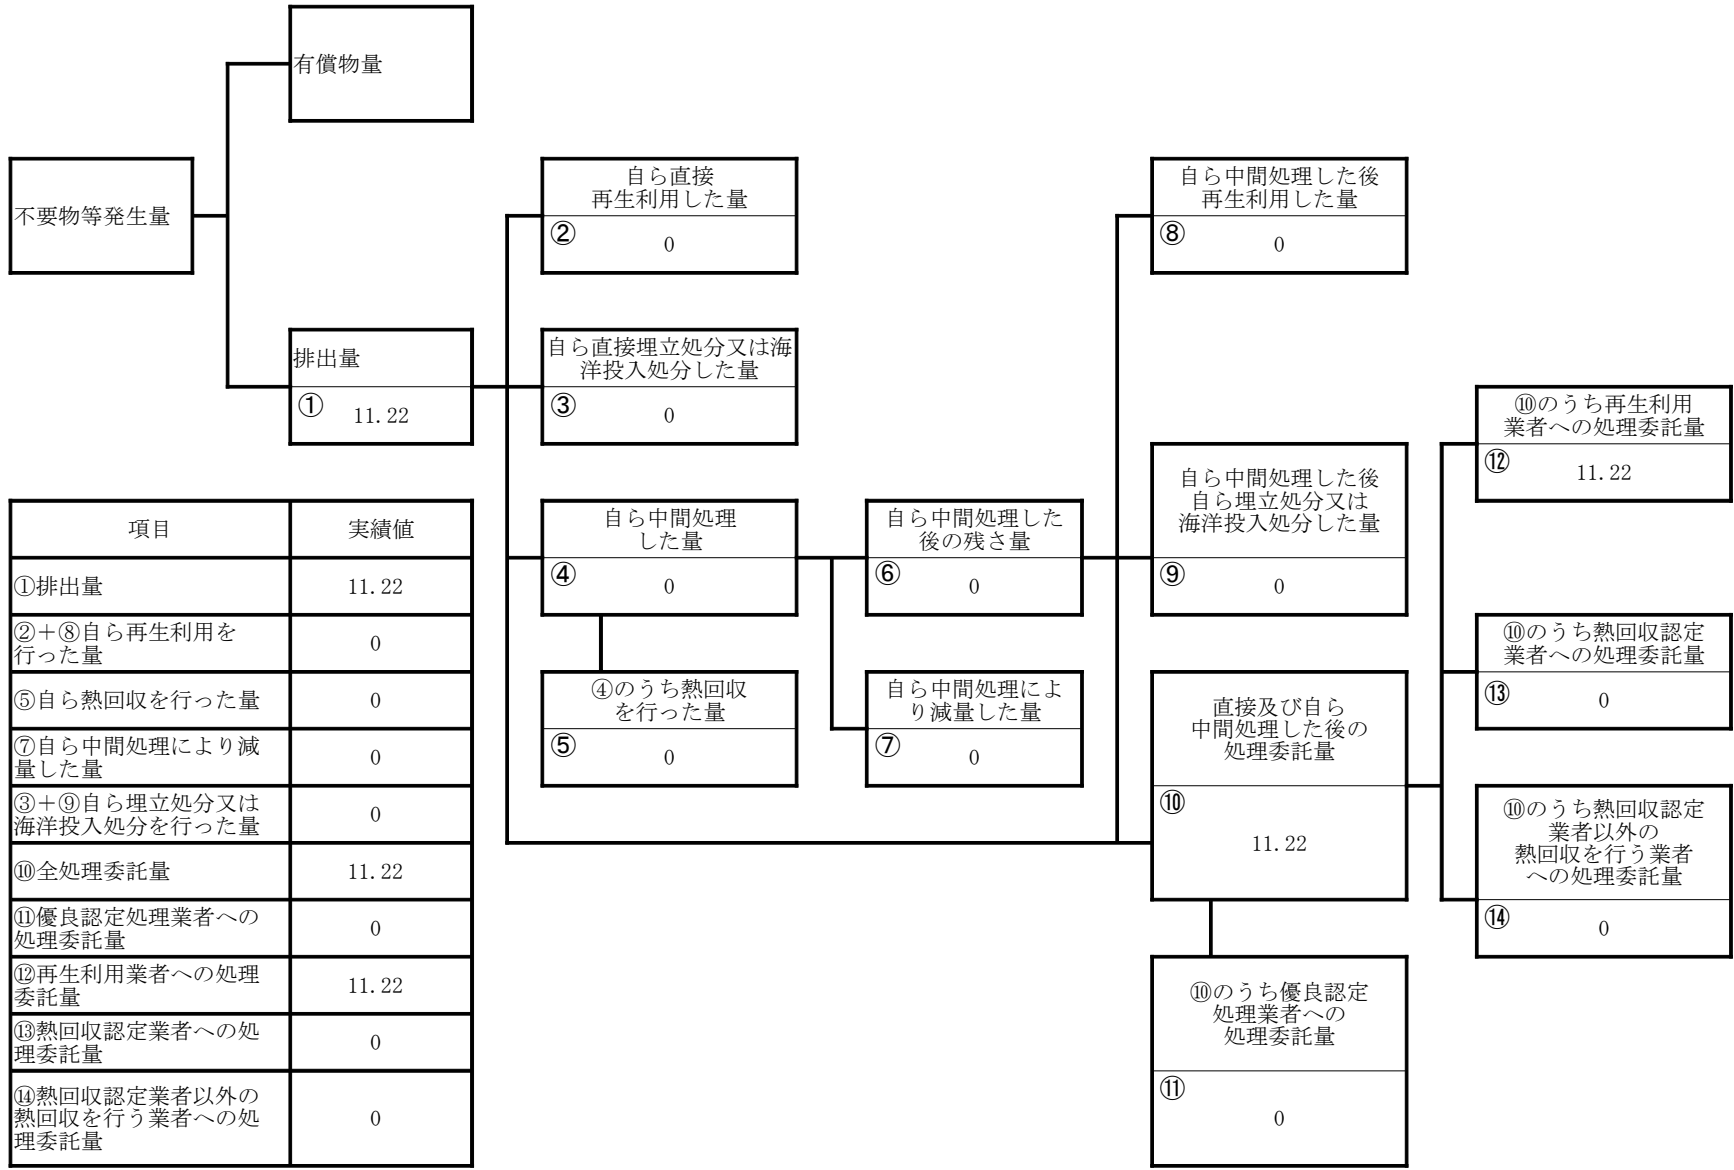 有償物量
不要物等発生量
自ら直接
再生利用した量
②
0
自ら中間処理した後
再生利用した量
⑧
0
排出量
①
11.22
自ら直接埋立処分又は海
洋投入処分した量
③
0
⑩のうち再生利用
業者への処理委託量
⑫
11.22
自ら中間処理
した量
④
0
自ら中間処理した
後の残さ量
⑥
0
自ら中間処理した後
自ら埋立処分又は
海洋投入処分した量
⑨
0
⑩のうち熱回収認定
業者への処理委託量
⑬
0
④のうち熱回収
を行った量
⑤
0
自ら中間処理によ
り減量した量
⑦
0
直接及び自ら
中間処理した後の
処理委託量
⑩
11.22
⑩のうち熱回収認定
業者以外の
熱回収を行う業者
への処理委託量
⑭
0
⑩のうち優良認定
処理業者への
処理委託量
⑪
0
項目
実績値
①排出量
11.22
②+⑧自ら再生利用を
行った量
0
⑤自ら熱回収を行った量
0
⑦自ら中間処理により減
量した量
0
③+⑨自ら埋立処分又は
海洋投入処分を行った量
0
⑩全処理委託量
11.22
⑪優良認定処理業者への
処理委託量
0
⑫再生利用業者への処理
委託量
11.22
⑬熱回収認定業者への処
理委託量
0
⑭熱回収認定業者以外の
熱回収を行う業者への処
理委託量
0